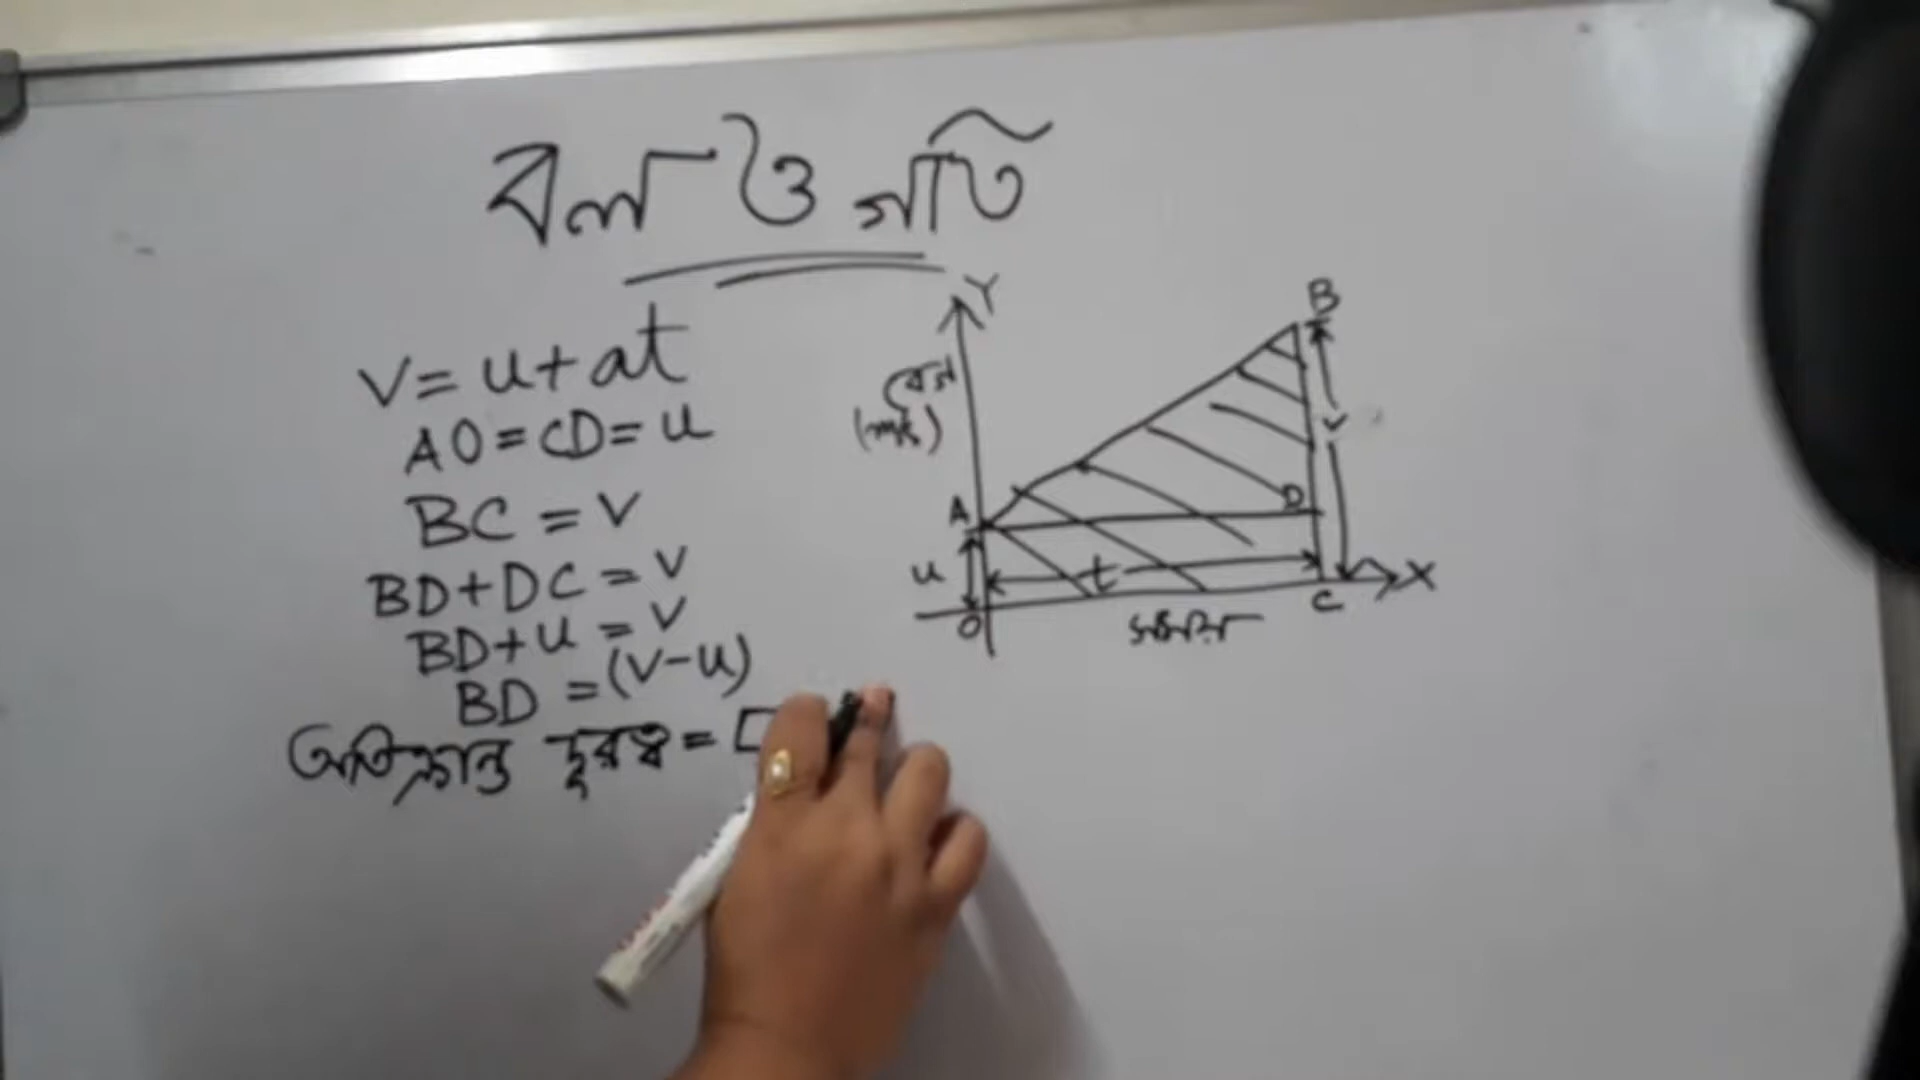 বল ও গতি
V = u + at
AO = CD = u
BC = V
BD + DC = V
BD + u = V
BD = (V - u)
অতিক্রান্ত দূরত্ব =
Y
বেগ
(m/s)
B
V
A
D
u
t
X
O
C
সময়